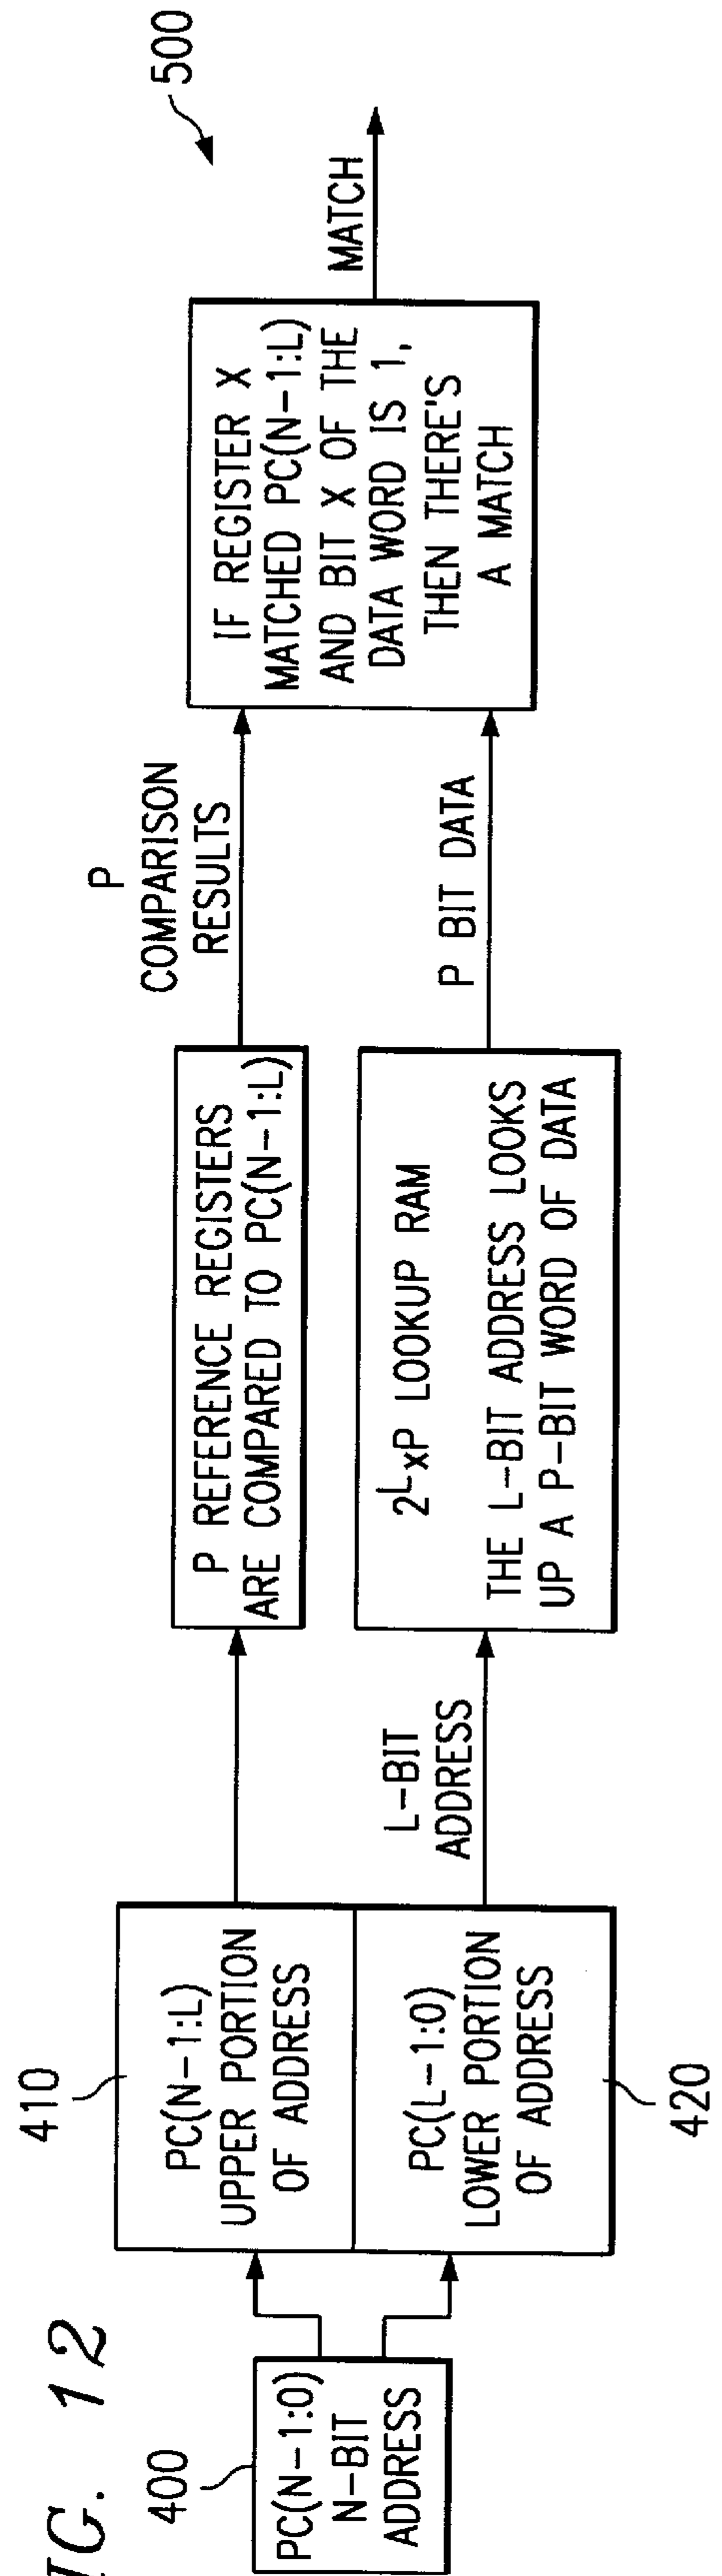 IG. 12
400
PC(N-1:0)
N-BIT
ADDRESS
410
PC(N-1:L)
UPPER PORTION
OF ADDRESS
PC(L-1:0)
LOWER PORTION
OF ADDRESS
420
L-BIT
ADDRESS
P REFERENCE REGISTERS
ARE COMPARED TO PC(N-1:L)
2^L xP LOOKUP RAM
THE L-BIT ADDRESS LOOKS
UP A P-BIT WORD OF DATA
P
COMPARISON
RESULTS
P BIT DATA
IF REGISTER X
MATCHED PC(N-1:L)
AND BIT X OF THE
DATA WORD IS 1,
THEN THERE'S
A MATCH
MATCH
500